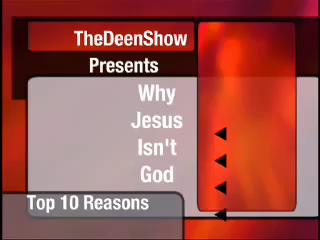 TheDeenShow
Presents
Why
Jesus
Isn't
God
Top 10 Reasons